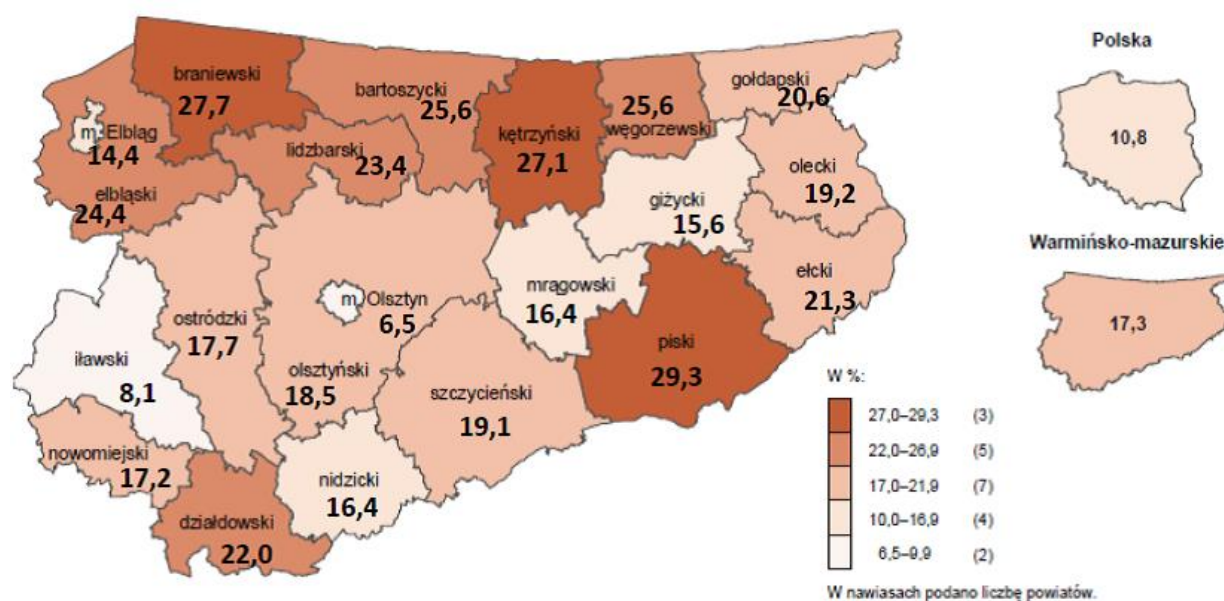 braniewski
27,7
bartoszycki
25,6
kętrzyński
27,1
25,6
węgorzewski
gołdapski
20,6
m. Elbląg
14,4
elbląski
24,4
lidzbarski
23,4
giżycki
15,6
olecki
19,2
ełcki
21,3
mrągowski
16,4
piski
29,3
m. Olsztyn
6,5
ostródzki
17,7
olsztyński
18,5
szczycieński
19,1
iławski
8,1
nowomiejski
17,2
nidzicki
16,4
działdowski
22,0
Polska
10,8
Warmińsko-mazurskie
17,3
W %:
27,0–29,3 (3)
22,0–26,9 (5)
17,0–21,9 (7)
10,0–16,9 (4)
6,5–9,9 (2)
W nawiasach podano liczbę powiatów.